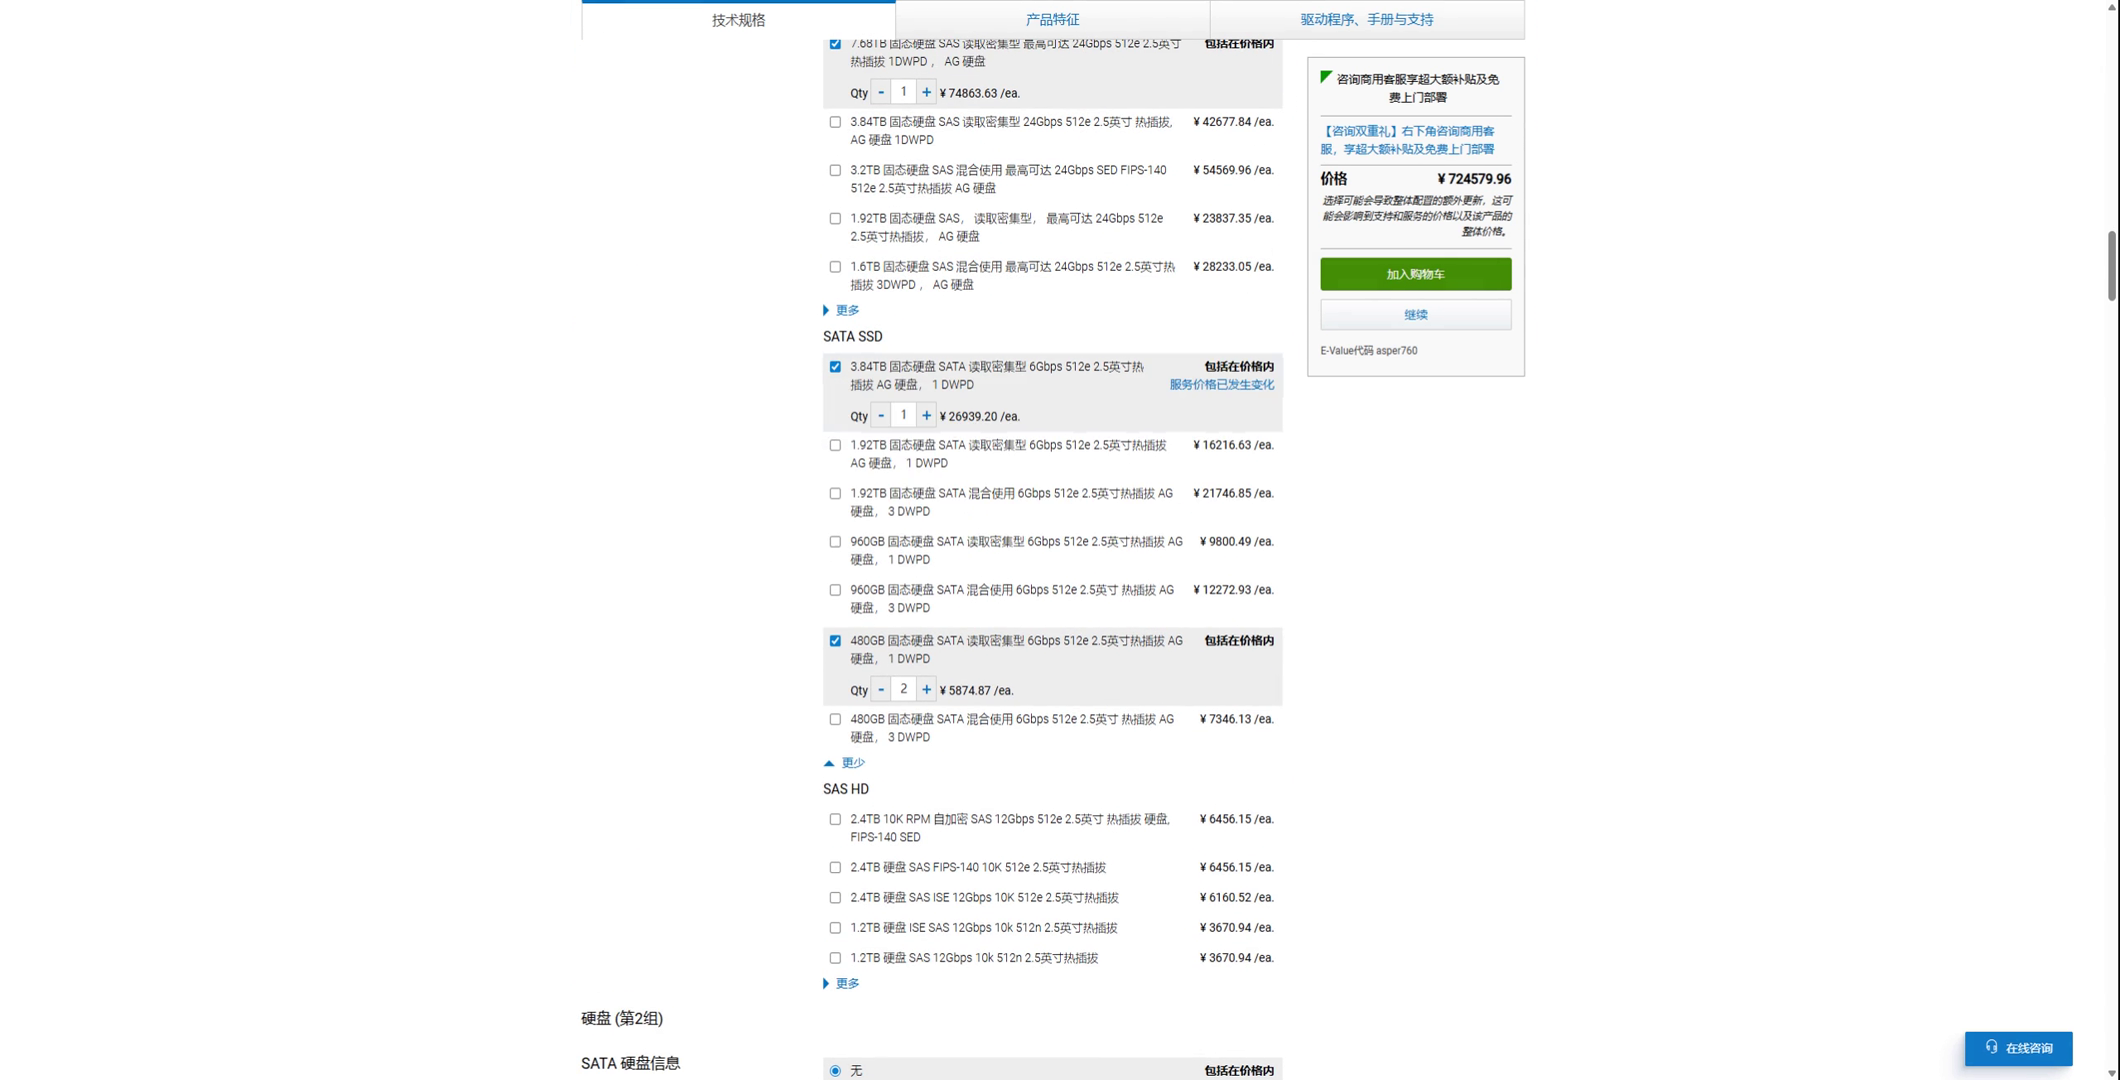 技术规格
产品特征
驱动程序、手册与支持
7.68TB 固态硬盘 SAS 读取密集型 最高可达 24Gbps 512e 2.5英寸 包括在价格内
热插拔 1DWPD， AG 硬盘
Qty - 1 + ¥ 74863.63 /ea.
3.84TB 固态硬盘 SAS 读取密集型 24Gbps 512e 2.5英寸 热插拔, ¥ 42677.84 /ea.
AG 硬盘 1DWPD
3.2TB 固态硬盘 SAS 混合使用 最高可达 24Gbps SED FIPS-140 ¥ 54569.96 /ea.
512e 2.5英寸热插拔 AG 硬盘
1.92TB 固态硬盘 SAS， 读取密集型， 最高可达 24Gbps 512e ¥ 23837.35 /ea.
2.5英寸热插拔， AG 硬盘
1.6TB 固态硬盘 SAS 混合使用 最高可达 24Gbps 512e 2.5英寸热 ¥ 28233.05 /ea.
插拔 3DWPD， AG 硬盘
更多
SATA SSD
3.84TB 固态硬盘 SATA 读取密集型 6Gbps 512e 2.5英寸热 包括在价格内
插拔 AG 硬盘， 1 DWPD 服务价格已发生变化
Qty - 1 + ¥ 26939.20 /ea.
1.92TB 固态硬盘 SATA 读取密集型 6Gbps 512e 2.5英寸热插拔 ¥ 16216.63 /ea.
AG 硬盘， 1 DWPD
1.92TB 固态硬盘 SATA 混合使用 6Gbps 512e 2.5英寸热插拔 AG ¥ 21746.85 /ea.
硬盘， 3 DWPD
960GB 固态硬盘 SATA 读取密集型 6Gbps 512e 2.5英寸热插拔 AG ¥ 9800.49 /ea.
硬盘， 1 DWPD
960GB 固态硬盘 SATA 混合使用 6Gbps 512e 2.5英寸 热插拔 AG ¥ 12272.93 /ea.
硬盘， 3 DWPD
480GB 固态硬盘 SATA 读取密集型 6Gbps 512e 2.5英寸热插拔 AG 包括在价格内
硬盘， 1 DWPD
Qty - 2 + ¥ 5874.87 /ea.
480GB 固态硬盘 SATA 混合使用 6Gbps 512e 2.5英寸 热插拔 AG ¥ 7346.13 /ea.
硬盘， 3 DWPD
更少
SAS HD
2.4TB 10K RPM 自加密 SAS 12Gbps 512e 2.5英寸 热插拔 硬盘, ¥ 6456.15 /ea.
FIPS-140 SED
2.4TB 硬盘 SAS FIPS-140 10K 512e 2.5英寸热插拔 ¥ 6456.15 /ea.
2.4TB 硬盘 SAS ISE 12Gbps 10K 512e 2.5英寸热插拔 ¥ 6160.52 /ea.
1.2TB 硬盘 ISE SAS 12Gbps 10k 512n 2.5英寸热插拔 ¥ 3670.94 /ea.
1.2TB 硬盘 SAS 12Gbps 10k 512n 2.5英寸热插拔 ¥ 3670.94 /ea.
更多
硬盘 (第2组)
SATA 硬盘信息
无 包括在价格内
咨询商用客服享超大额补贴及免
费上门部署
【咨询双重礼】右下角咨询商用客
服，享超大额补贴及免费上门部署
价格 ¥ 724579.96
选择可能会导致整体配置的额外更新，这可
能会影响到支持和服务的价格以及该产品的
整体价格。
加入购物车
继续
E-Value代码 asper760
在线咨询